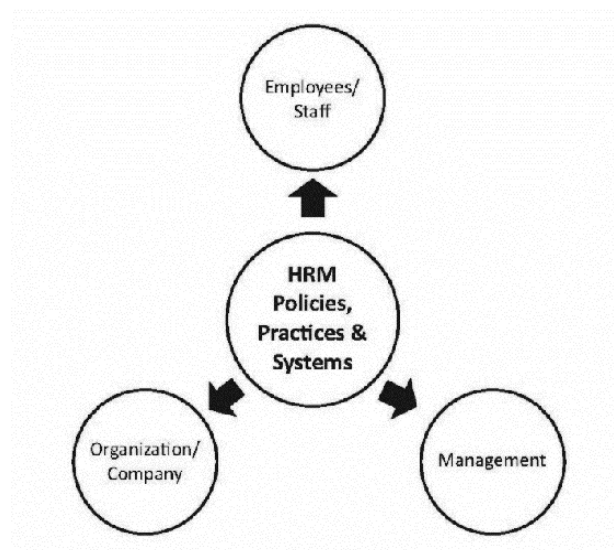 Employees/
Staff
HRM
Policies,
Practices &
Systems
Organization/
Company
Management